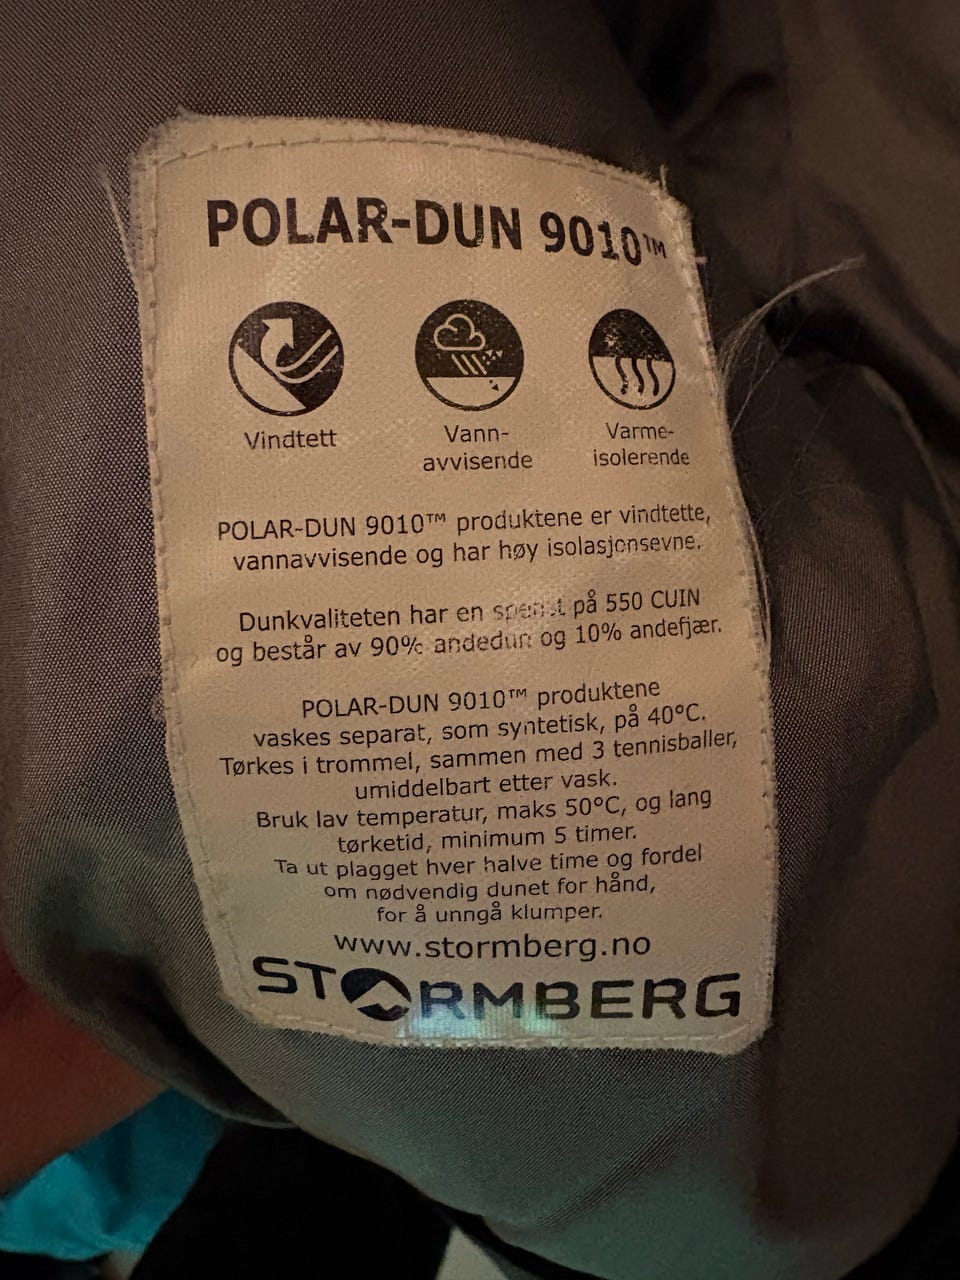 POLAR-DUN 9010™
Vindtett
Vann-
avvisende
Varme-
isolerende
POLAR-DUN 9010™ produktene er vindtette,
vannavvisende og har høy isolasjonsevne.
Dunkvaliteten har en spenst på 550 CUIN
og består av 90% andedun og 10% andefjær.
POLAR-DUN 9010™ produktene
vaskes separat, som syntetisk, på 40°C.
Tørkes i trommel, sammen med 3 tennisballer,
umiddelbart etter vask.
Bruk lav temperatur, maks 50°C, og lang
tørketid, minimum 5 timer.
Ta ut plagget hver halve time og fordel
om nødvendig dunet for hånd,
for å unngå klumper.
www.stormberg.no
STORMBERG